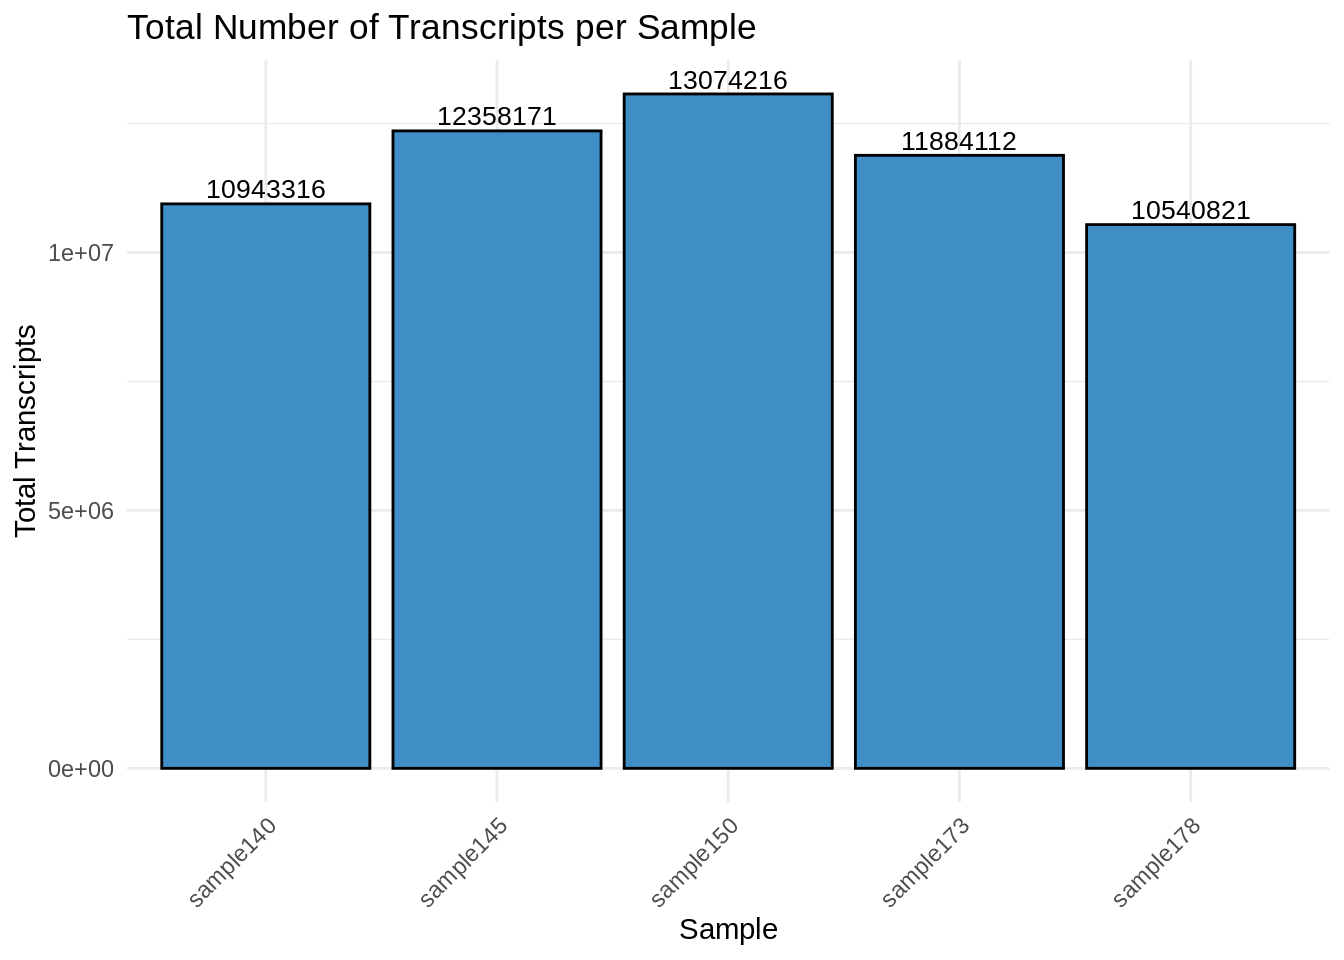 Total Number of Transcripts per Sample
13074216
12358171
11884112
10943316
10540821
1e+07
5e+06
0e+00
Total Transcripts
sample140
sample145
sample150
sample173
sample178
Sample